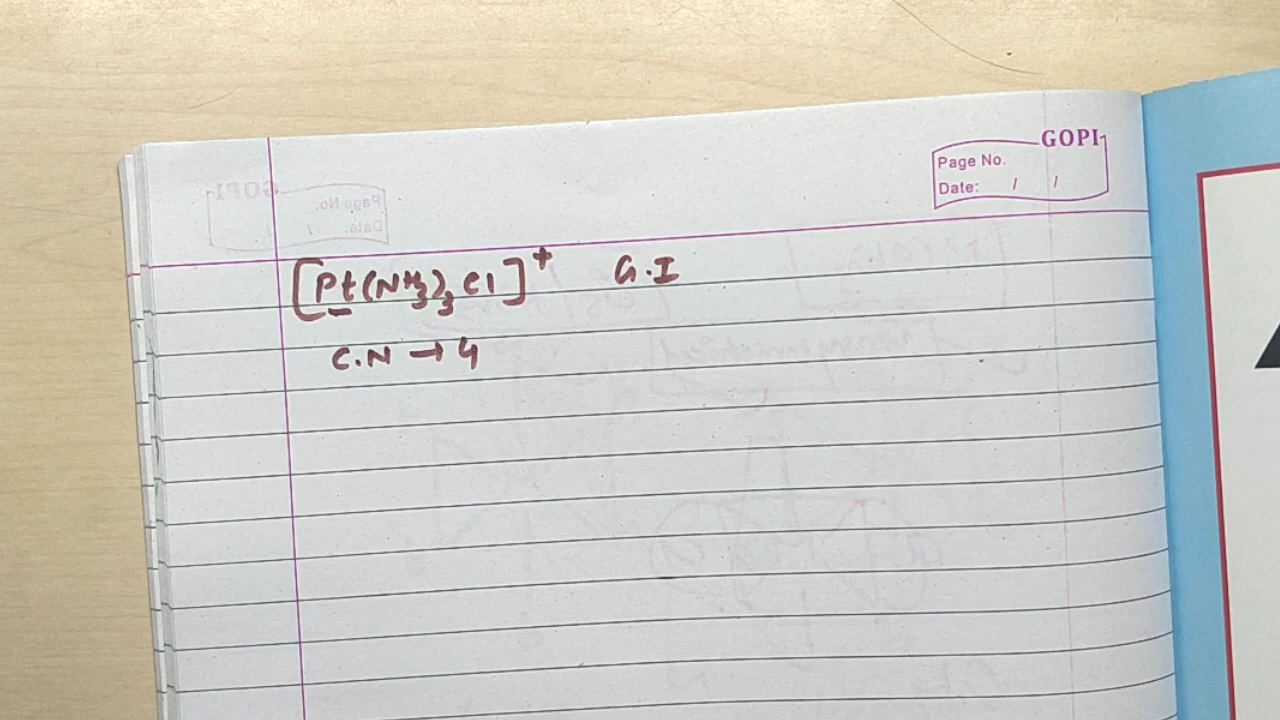 GOPI
Page No.
Date: / /
[Pt(NH3)3Cl]+ G.I
C.N → 4